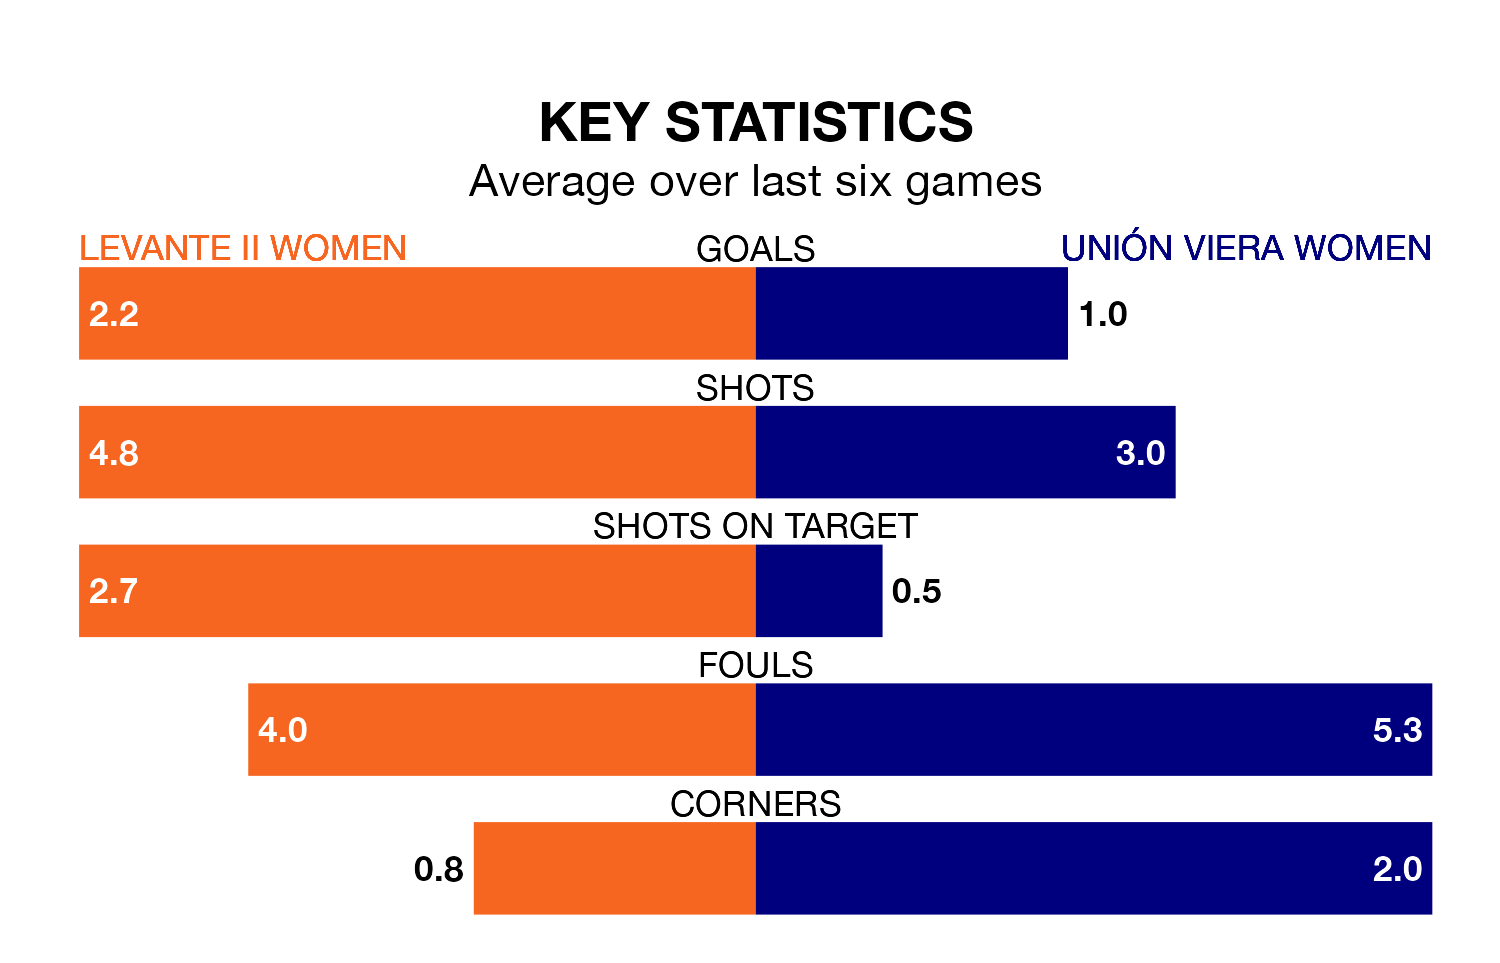 KEY STATISTICS
Average over last six games
LEVANTE II WOMEN GOALS UNIÓN VIERA WOMEN
2.2 1.0
SHOTS
4.8 3.0
SHOTS ON TARGET
2.7 0.5
FOULS
4.0 5.3
CORNERS
0.8 2.0